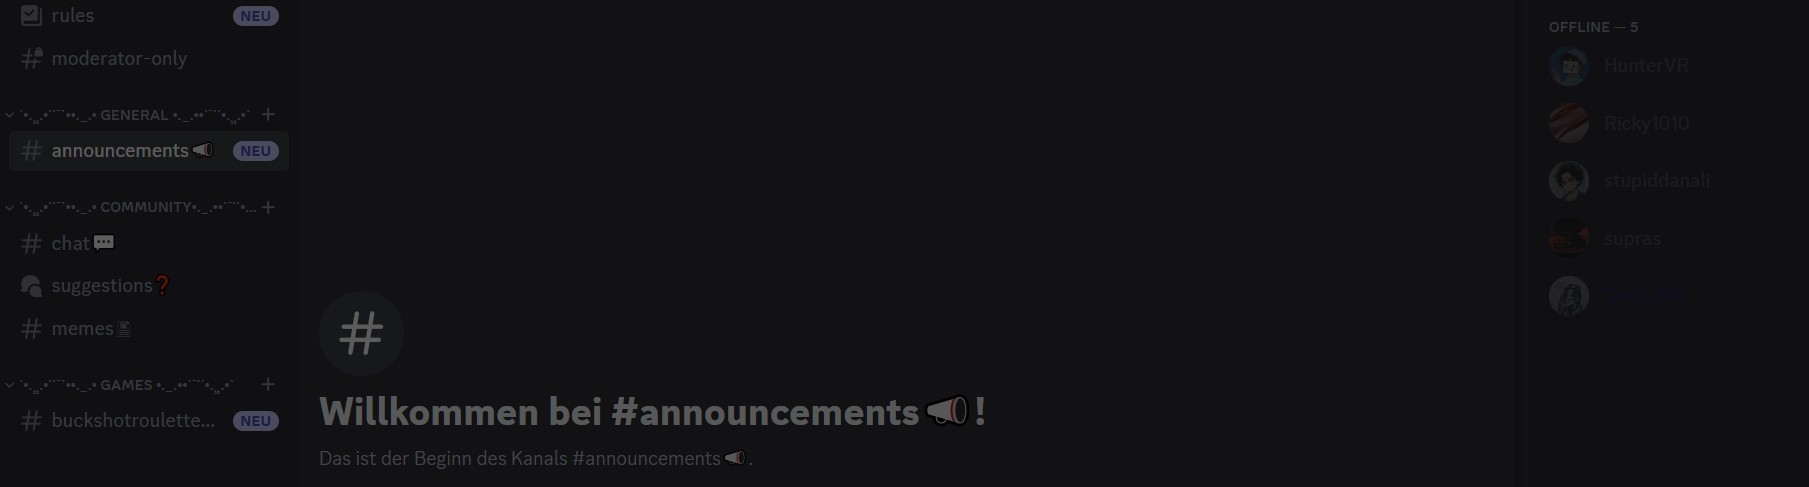 rules NEU
moderator-only
GENERAL
announcements NEU
COMMUNITY
chat
suggestions
memes
GAMES
buckshotroulette... NEU
Willkommen bei #announcements!
Das ist der Beginn des Kanals #announcements.
OFFLINE — 5
HunterVR
Ricky1010
stupiddanali
supras